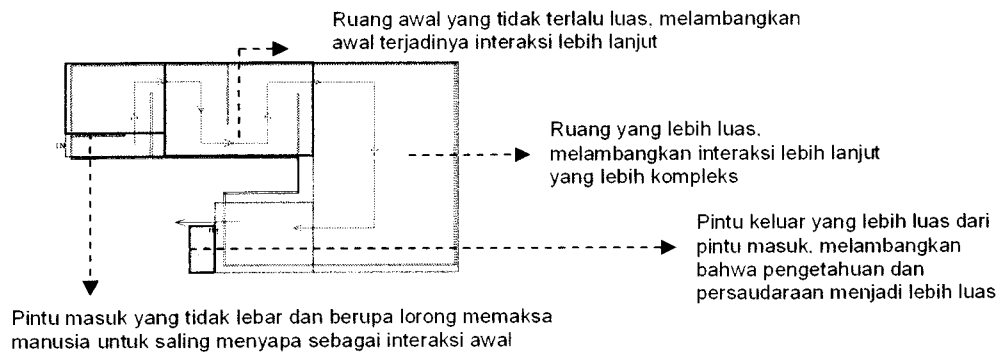 Ruang awal yang tidak terlalu luas, melambangkan
awal terjadinya interaksi lebih lanjut
IN
Ruang yang lebih luas,
melambangkan interaksi lebih lanjut
yang lebih kompleks
Pintu keluar yang lebih luas dari
pintu masuk, melambangkan
bahwa pengetahuan dan
persaudaraan menjadi lebih luas
Pintu masuk yang tidak lebar dan berupa lorong memaksa
manusia untuk saling menyapa sebagai interaksi awal